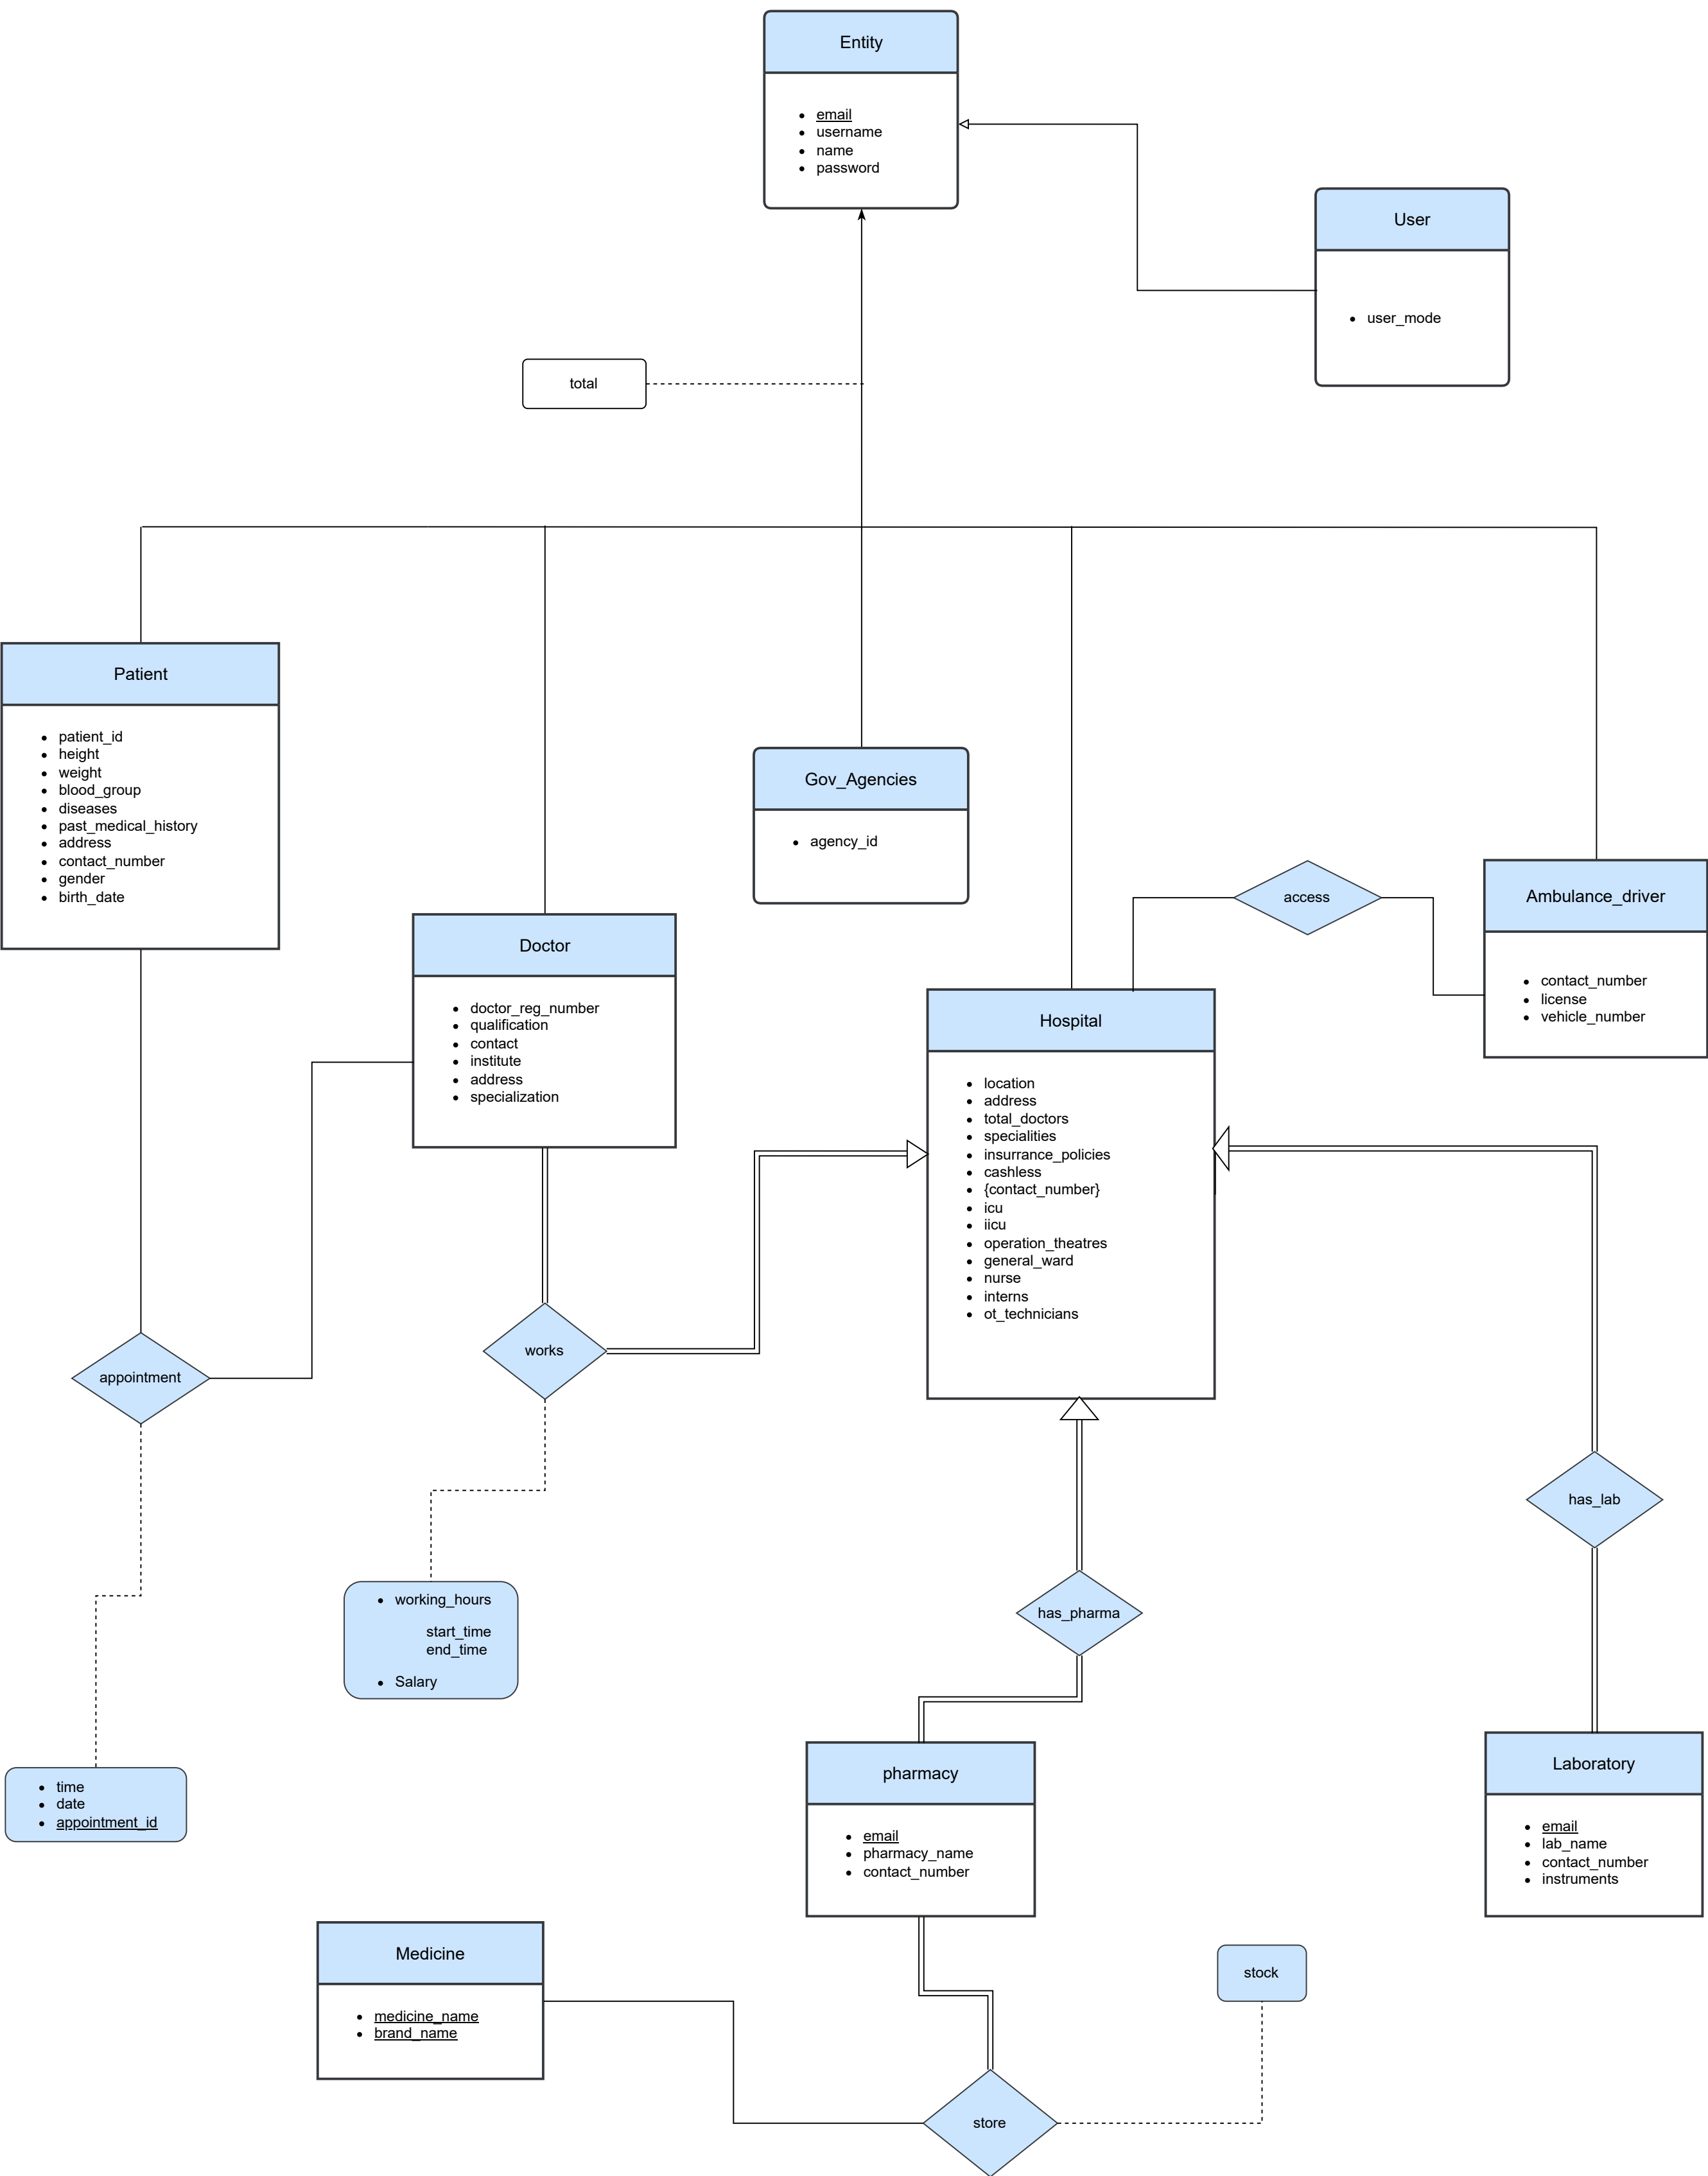 Entity
email
username
name
password
User
user_mode
total
Patient
patient_id
height
weight
blood_group
diseases
past_medical_history
address
contact_number
gender
birth_date
Gov_Agencies
agency_id
access
Ambulance_driver
contact_number
license
vehicle_number
Doctor
doctor_reg_number
qualification
contact
institute
address
specialization
Hospital
location
address
total_doctors
specialities
insurrance_policies
cashless
{contact_number}
icu
iicu
operation_theatres
general_ward
nurse
interns
ot_technicians
appointment
works
has_lab
working_hours
start_time
end_time
Salary
has_pharma
time
date
appointment_id
pharmacy
email
pharmacy_name
contact_number
Laboratory
email
lab_name
contact_number
instruments
Medicine
medicine_name
brand_name
stock
store